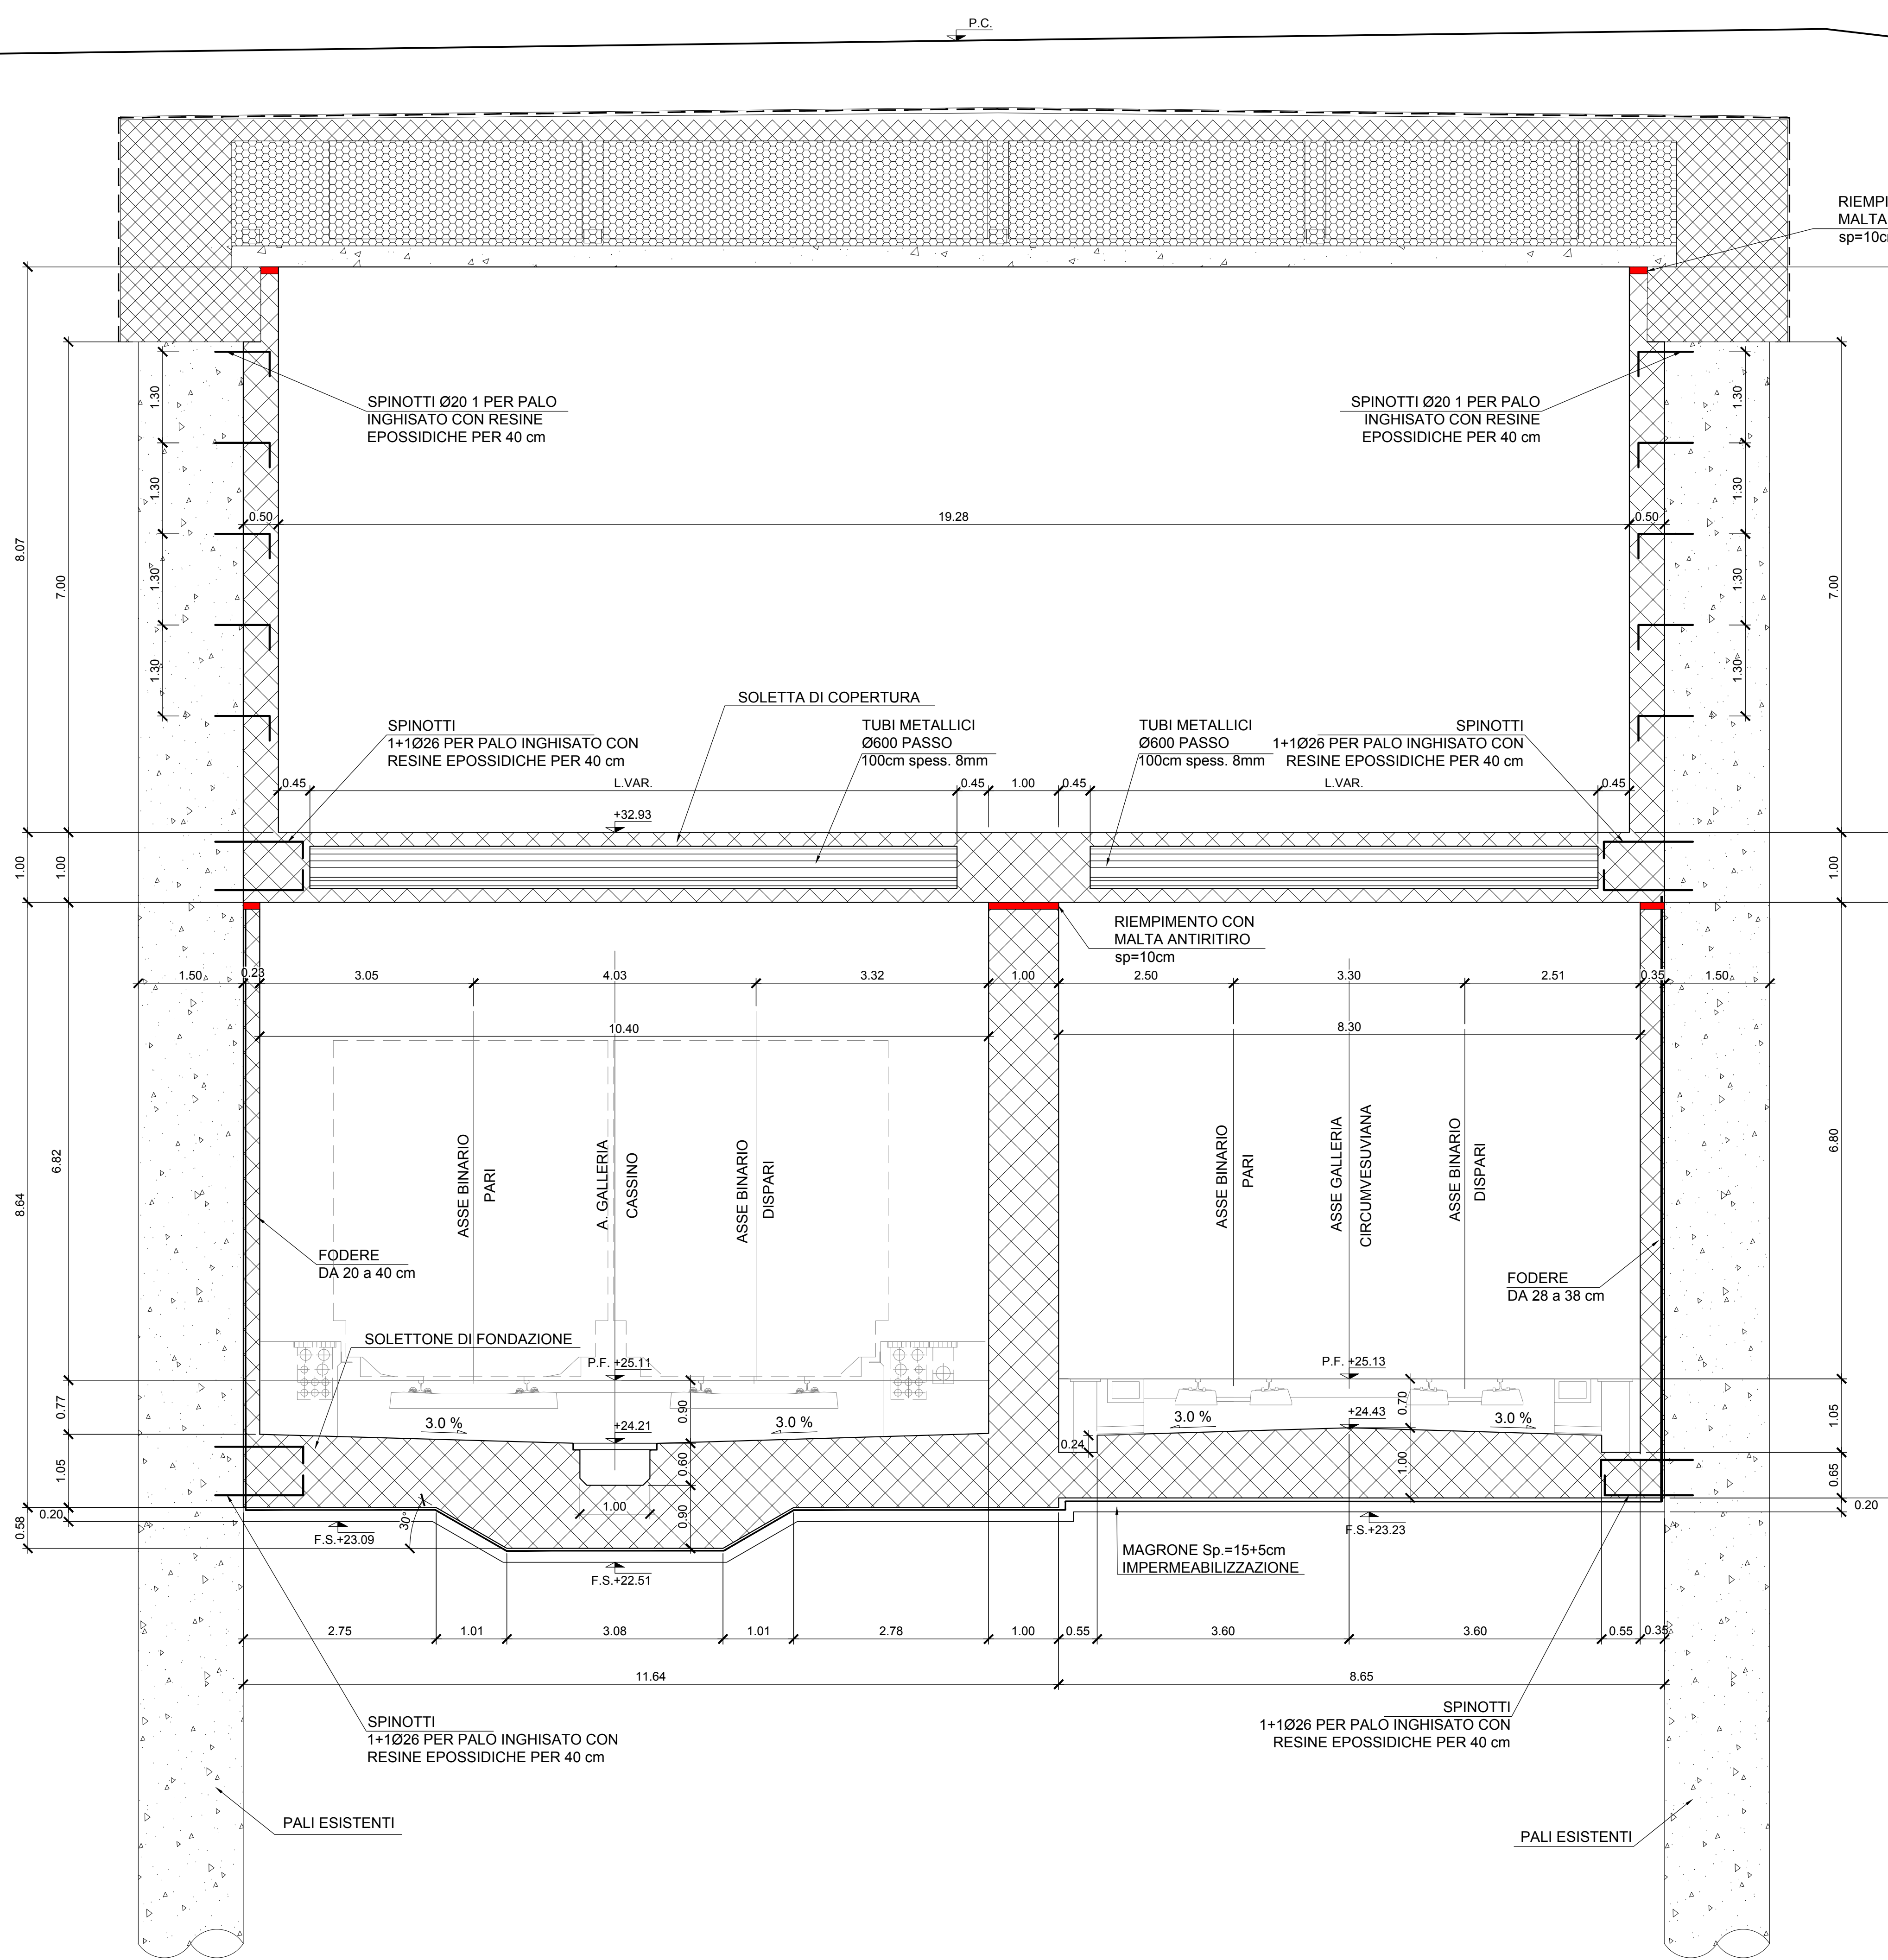 P.C.
RIEMPI
MALTA
sp=10c
SPINOTTI Ø20 1 PER PALO
INGHISATO CON RESINE
EPOSSIDICHE PER 40 cm
SPINOTTI Ø20 1 PER PALO
INGHISATO CON RESINE
EPOSSIDICHE PER 40 cm
1.30
1.30
1.30
1.30
1.30
1.30
1.30
1.30
0.50
19.28
0.50
8.07
7.00
7.00
SOLETTA DI COPERTURA
SPINOTTI
1+1Ø26 PER PALO INGHISATO CON
RESINE EPOSSIDICHE PER 40 cm
TUBI METALLICI
Ø600 PASSO
100cm spess. 8mm
TUBI METALLICI
Ø600 PASSO
100cm spess. 8mm
SPINOTTI
1+1Ø26 PER PALO INGHISATO CON
RESINE EPOSSIDICHE PER 40 cm
0.45
L.VAR.
0.45
1.00
0.45
L.VAR.
0.45
+32.93
1.00
1.00
1.00
RIEMPIMENTO CON
MALTA ANTIRITIRO
sp=10cm
1.50
0.23
3.05
4.03
3.32
1.00
2.50
3.30
2.51
0.35
1.50
10.40
8.30
8.64
6.82
6.80
ASSE BINARIO
PARI
A. GALLERIA
CASSINO
ASSE BINARIO
DISPARI
ASSE BINARIO
PARI
ASSE GALLERIA
CIRCUMVESUVIANA
ASSE BINARIO
DISPARI
FODERE
DA 20 a 40 cm
FODERE
DA 28 a 38 cm
SOLETTONE DI FONDAZIONE
P.F. +25.11
P.F. +25.13
0.77
0.90
0.70
1.05
3.0 %
+24.21
3.0 %
3.0 %
+24.43
3.0 %
0.24
1.05
0.60
1.00
0.65
1.00
0.90
30°
0.58
0.20
0.20
F.S.+23.09
F.S.+23.23
F.S.+22.51
MAGRONE Sp.=15+5cm
IMPERMEABILIZZAZIONE
2.75
1.01
3.08
1.01
2.78
1.00
0.55
3.60
3.60
0.55
0.35
11.64
8.65
SPINOTTI
1+1Ø26 PER PALO INGHISATO CON
RESINE EPOSSIDICHE PER 40 cm
SPINOTTI
1+1Ø26 PER PALO INGHISATO CON
RESINE EPOSSIDICHE PER 40 cm
PALI ESISTENTI
PALI ESISTENTI